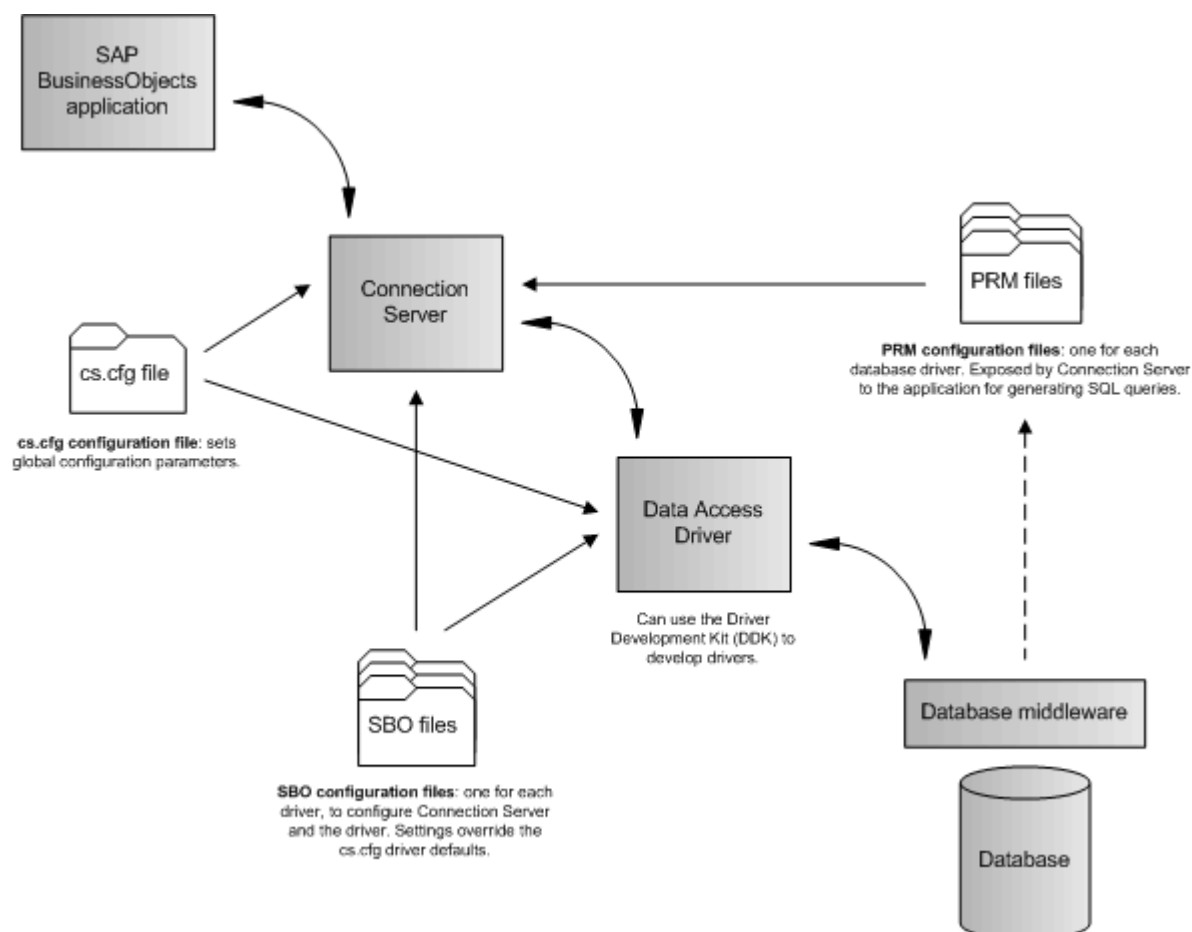 SAP
BusinessObjects
application
Connection
Server
PRM files
PRM configuration files: one for each
database driver. Exposed by Connection Server
to the application for generating SQL queries.
cs.cfg file
cs.cfg configuration file: sets
global configuration parameters.
Data Access
Driver
Can use the Driver
Development Kit (DDK) to
develop drivers.
SBO files
SBO configuration files: one for each
driver, to configure Connection Server
and the driver. Settings override the
cs.cfg driver defaults.
Database middleware
Database